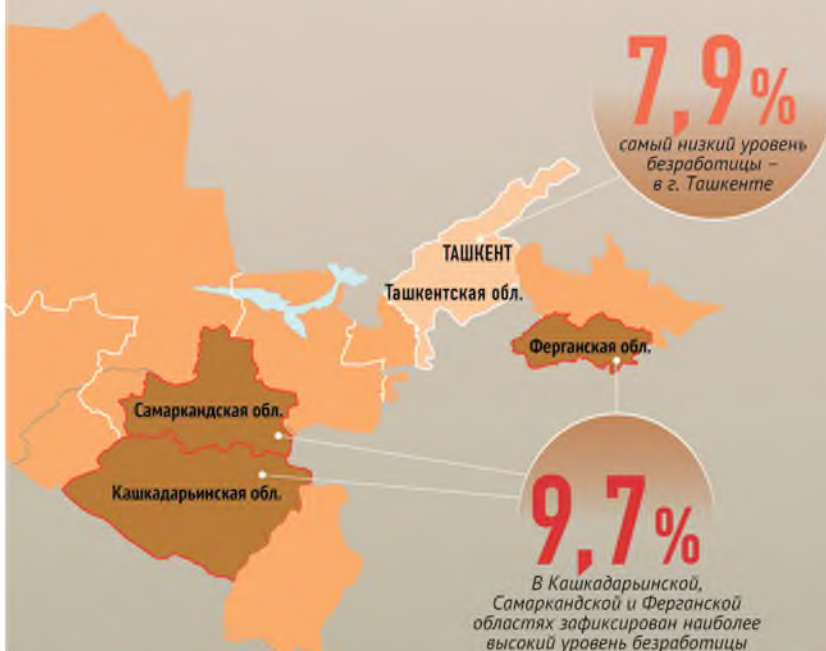 7,9%
самый низкий уровень
безработицы –
в г. Ташкенте
ТАШКЕНТ
Ташкентская обл.
Ферганская обл.
Самаркандская обл.
Кашкадарьинская обл.
9,7%
В Кашкадарьинской,
Самаркандской и Ферганской
областях зафиксирован наиболее
высокий уровень безработицы